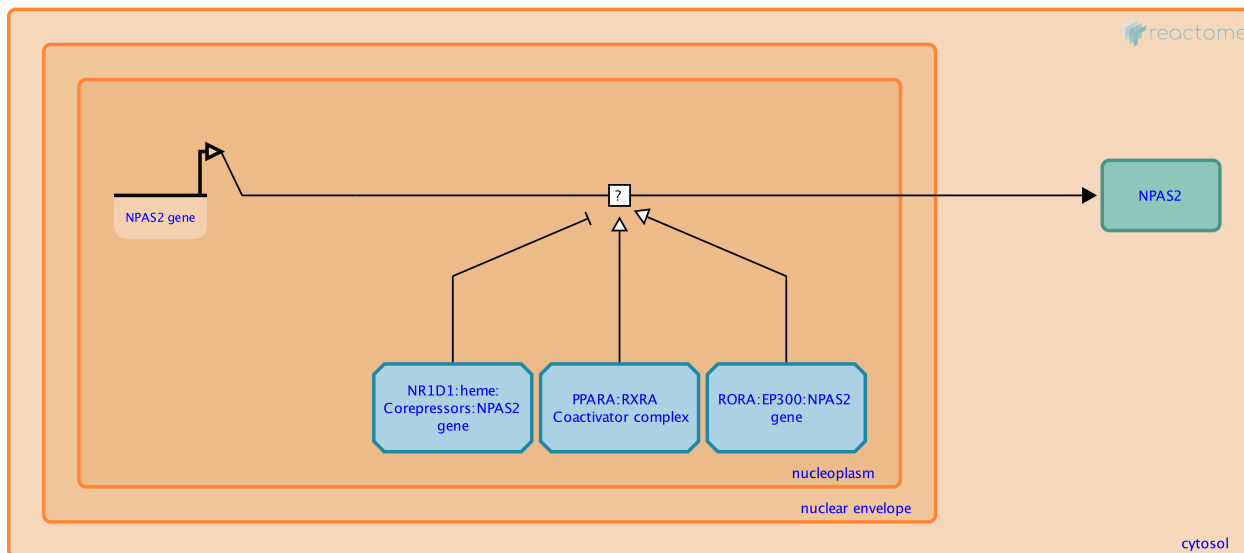 reactome
?
NPAS2
NPAS2 gene
NR1D1:heme:
Corepressors:NPAS2
gene
PPARA:RXRA
Coactivator complex
RORA:EP300:NPAS2
gene
nucleoplasm
nuclear envelope
cytosol